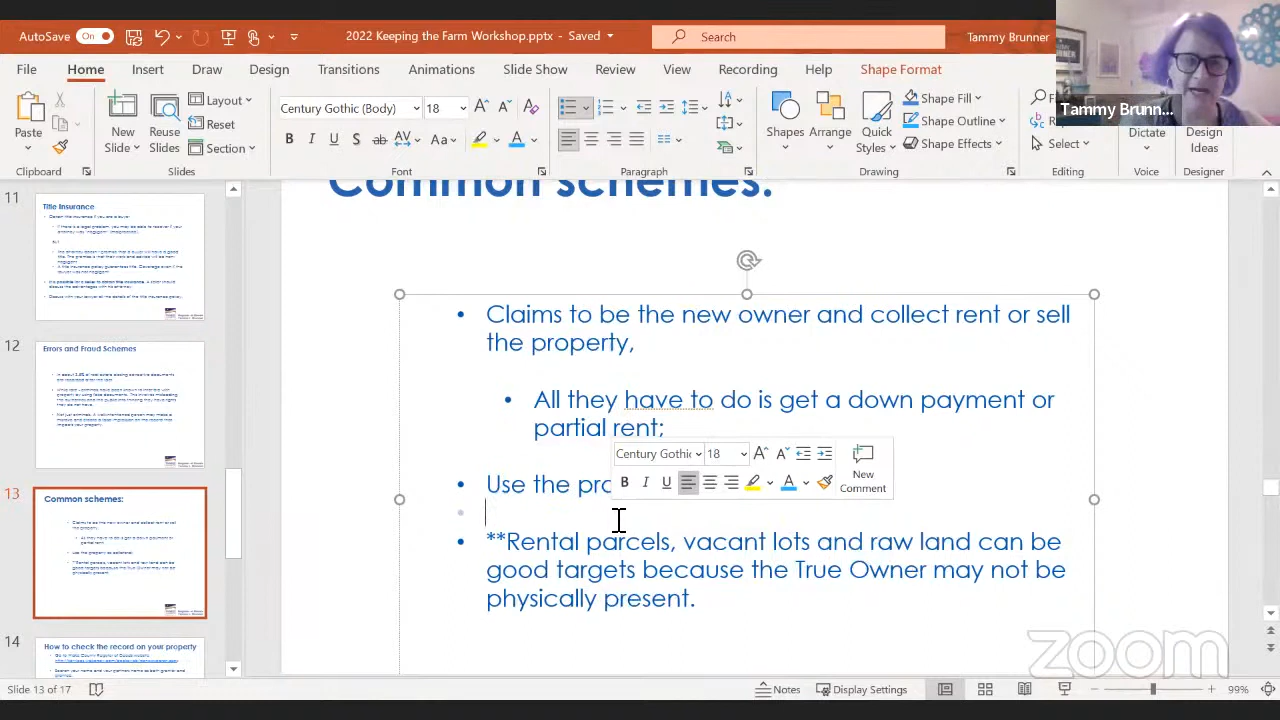 AutoSave On 2022 Keeping the Farm Workshop.pptx - Saved Search Tammy Brunner
File Home Insert Draw Design Slide Show Transitions Animations Review View Recording Help Shape Format
Tammy Brunn...
Paste Clipboard
New Slide Reuse Slides Layout Reset Section Slides
Century Gothic (Body) 18
B I U S ab AV Aa A
Font
Paragraph
Shapes Arrange Quick Styles Shape Fill Shape Outline Shape Effects Drawing
Select Editing
Dictate Voice
Design Ideas Designer
11
Title Insurance
12
Errors and Fraud Schemes
13
Common schemes:
14
How to check the record on your property
Common schemes:
• Claims to be the new owner and collect rent or sell
the property,
• All they have to do is get a down payment or
partial rent;
• Use the pro
Century Gothic 18
B I U A
New Comment
• **Rental parcels, vacant lots and raw land can be
good targets because the True Owner may not be
physically present.
zoom
Slide 13 of 17 Notes Display Settings 99%